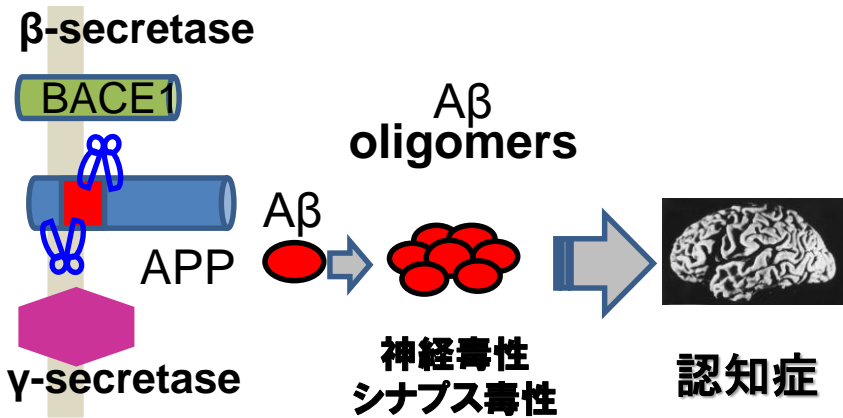 β-secretase
BACE1
APP
γ-secretase
Aβ
Aβ
oligomers
神経毒性
シナプス毒性
認知症